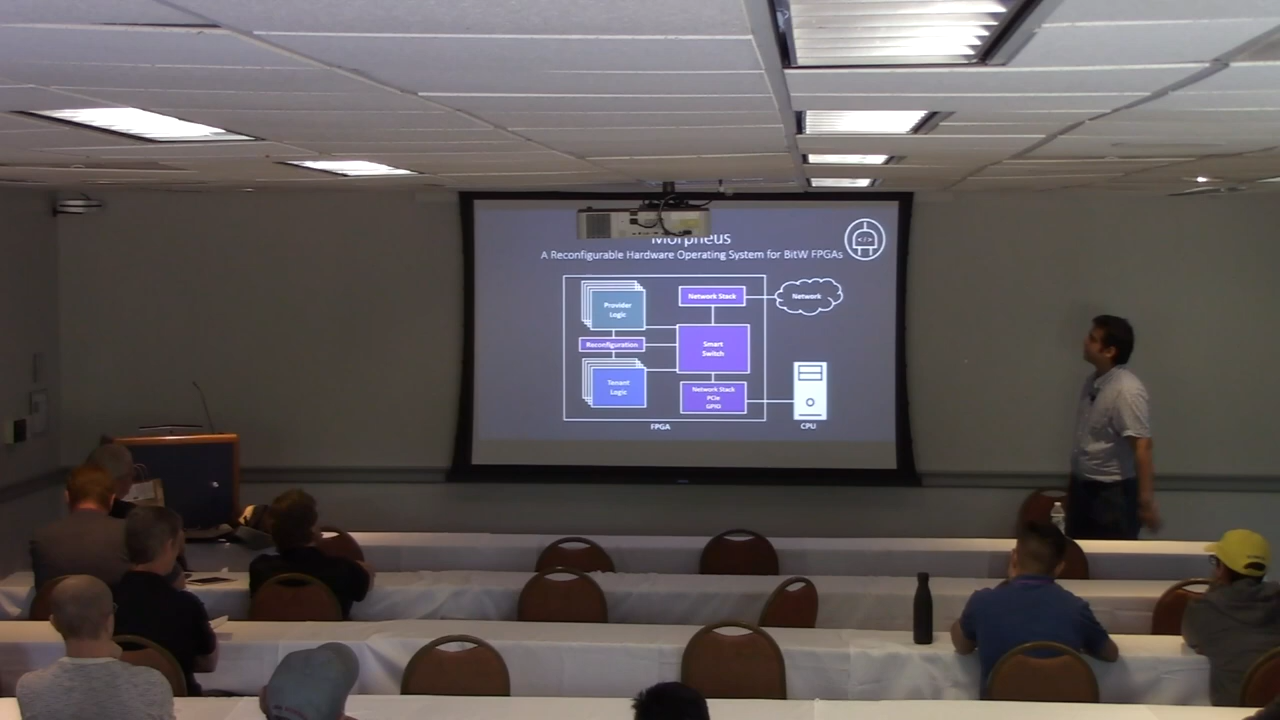 Morpheus
A Reconfigurable Hardware Operating System for BitW FPGAs
</>
Provider
Logic
Network Stack
Network
Reconfiguration
Smart
Switch
Tenant
Logic
Network Stack
PCIe
GPIO
FPGA
CPU